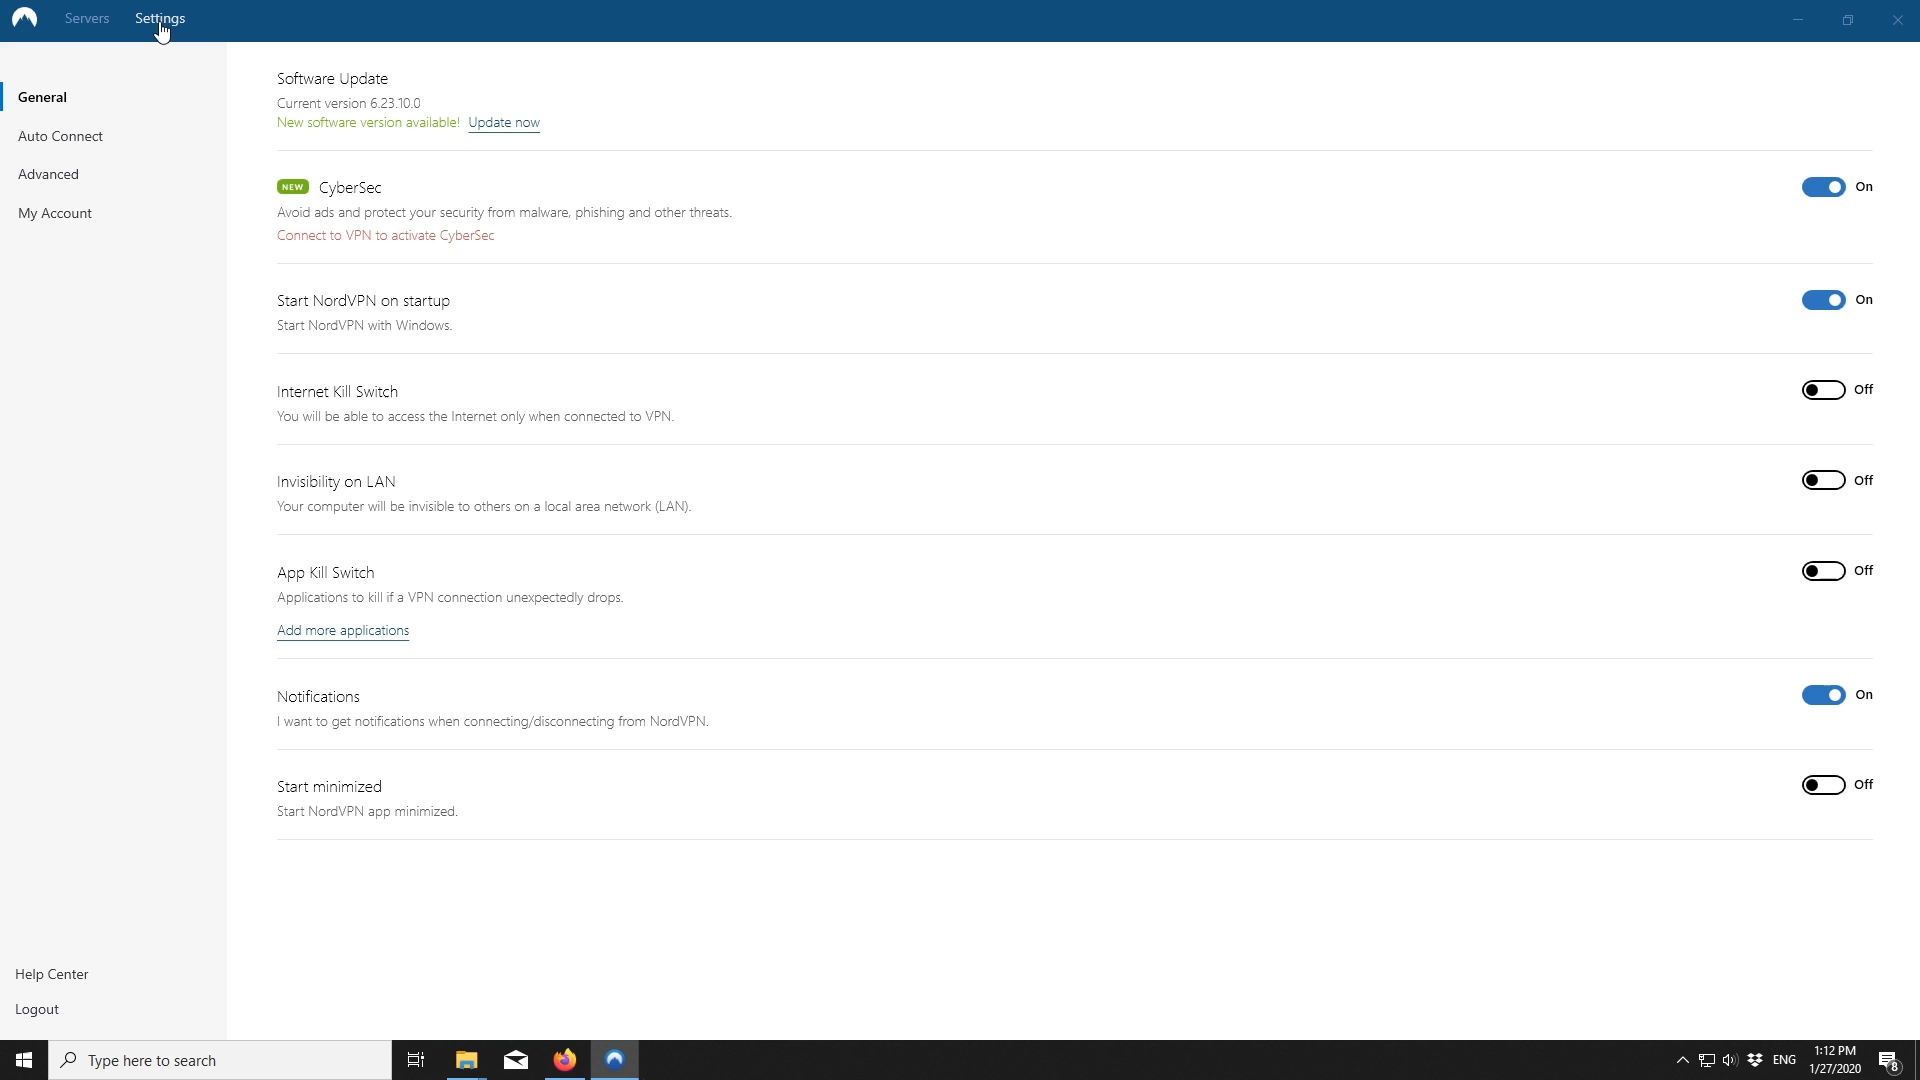 Servers Settings
General
Auto Connect
Advanced
My Account
Software Update
Current version 6.23.10.0
New software version available! Update now
NEW CyberSec On
Avoid ads and protect your security from malware, phishing and other threats.
Connect to VPN to activate CyberSec
Start NordVPN on startup On
Start NordVPN with Windows.
Internet Kill Switch Off
You will be able to access the Internet only when connected to VPN.
Invisibility on LAN Off
Your computer will be invisible to others on a local area network (LAN).
App Kill Switch Off
Applications to kill if a VPN connection unexpectedly drops.
Add more applications
Notifications On
I want to get notifications when connecting/disconnecting from NordVPN.
Start minimized Off
Start NordVPN app minimized.
Help Center
Logout
Type here to search
ENG
1:12 PM
1/27/2020
8